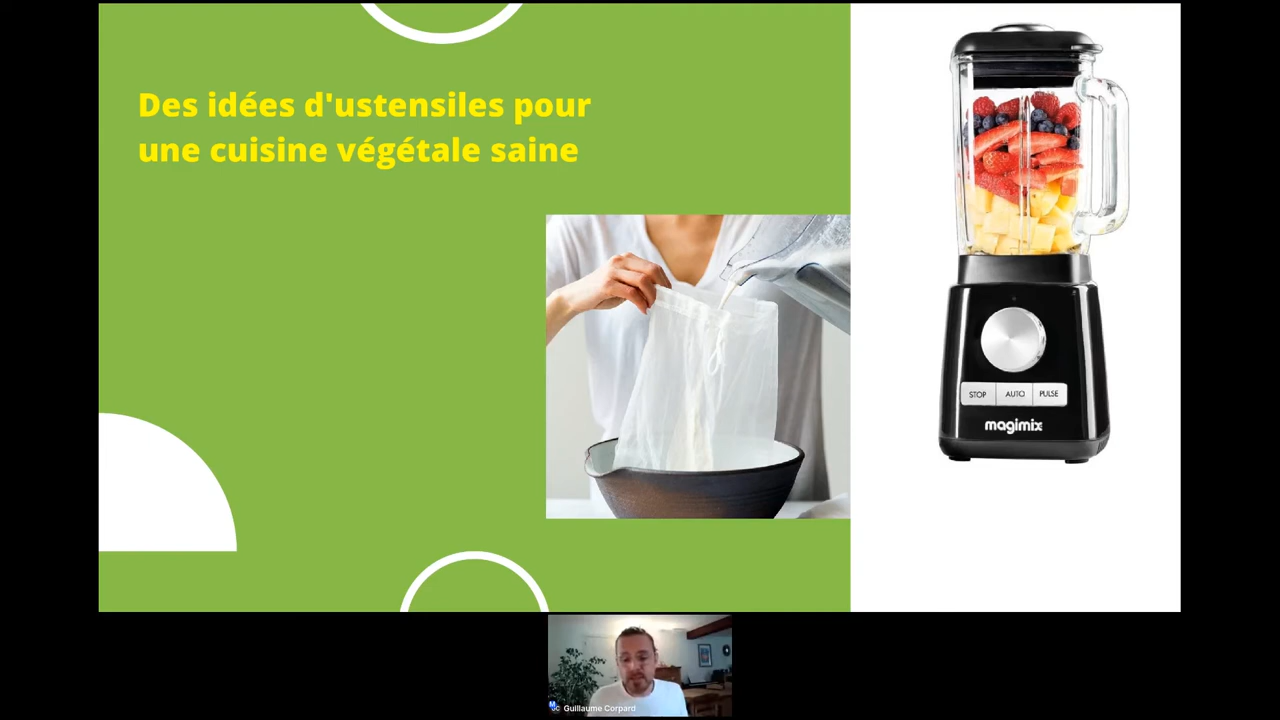 Des idées d'ustensiles pour
une cuisine végétale saine
STOP AUTO PULSE
magimix
Guillaume Corpard